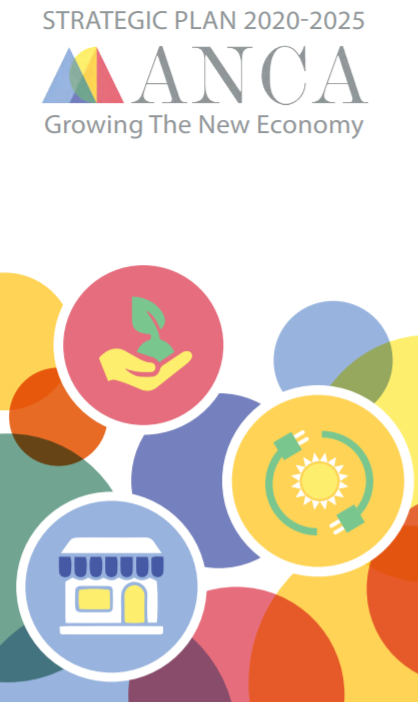 STRATEGIC PLAN 2020-2025
ANCA
Growing The New Economy